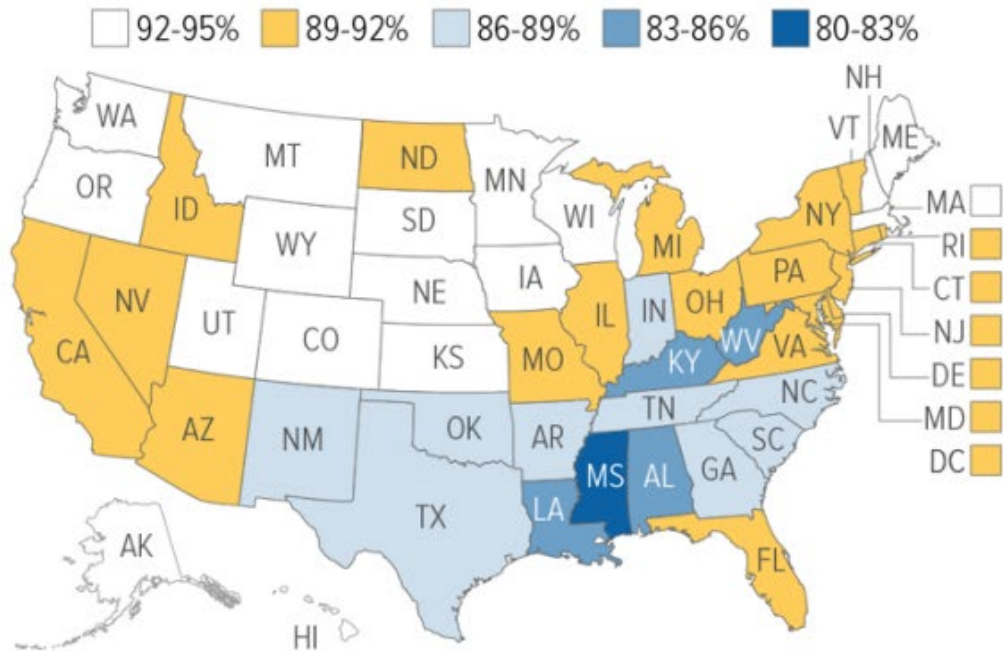 92-95% 89-92% 86-89% 83-86% 80-83%
NH
VT
WA
MT
ND
MN
ME
OR
ID
SD
WI
NY
MA
WY
MI
RI
IA
PA
NE
CT
NV
IL
IN
OH
UT
CO
NJ
CA
KS
MO
WV
VA
KY
DE
NC
TN
OK
AZ
NM
AR
SC
MD
MS
AL
GA
DC
LA
TX
AK
FL
HI